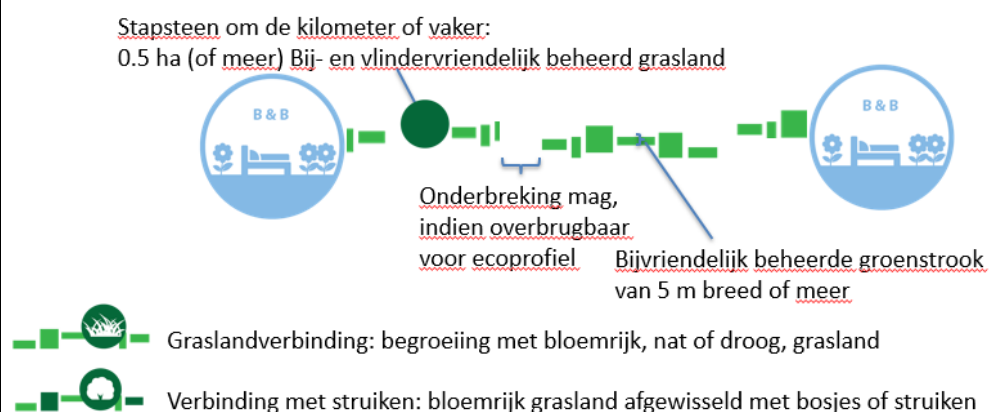 Stapsteen om de kilometer of vaker:
0.5 ha (of meer) Bij- en vlindervriendelijk beheerd grasland
B & B
B & B
Onderbreking mag,
indien overbrugbaar
voor ecoprofiel
Bijvriendelijk beheerde groenstrook
van 5 m breed of meer
Graslandverbinding: begroeiing met bloemrijk, nat of droog, grasland
Verbinding met struiken: bloemrijk grasland afgewisseld met bosjes of struiken